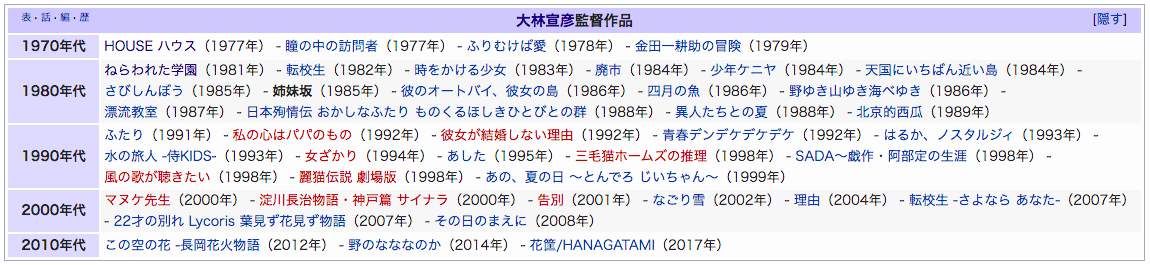 表・話・編・歴 大林宣彦監督作品 [隠す]
1970年代 HOUSE ハウス（1977年） - 瞳の中の訪問者（1977年） - ふりむけば愛（1978年） - 金田一耕助の冒険（1979年）
ねらわれた学園（1981年） - 転校生（1982年） - 時をかける少女（1983年） - 廃市（1984年） - 少年ケニヤ（1984年） - 天国にいちばん近い島（1984年） -
1980年代 さびしんぼう（1985年） - 姉妹坂（1985年） - 彼のオートバイ、彼女の島（1986年） - 四月の魚（1986年） - 野ゆき山ゆき海べゆき（1986年） -
漂流教室（1987年） - 日本殉情伝 おかしなふたり ものくるほしきひとびとの群（1988年） - 異人たちとの夏（1988年） - 北京的西瓜（1989年）
ふたり（1991年） - 私の心はパパのもの（1992年） - 彼女が結婚しない理由（1992年） - 青春デンデケデケデケ（1992年） - はるか、ノスタルジィ（1993年） -
1990年代 水の旅人 -侍KIDS-（1993年） - 女ざかり（1994年） - あした（1995年） - 三毛猫ホームズの推理（1998年） - SADA〜戯作・阿部定の生涯（1998年） -
風の歌が聴きたい（1998年） - 麗猫伝説 劇場版（1998年） - あの、夏の日 〜とんでろ じいちゃん〜（1999年）
2000年代 マヌケ先生（2000年） - 淀川長治物語・神戸篇 サイナラ（2000年） - 告別（2001年） - なごり雪（2002年） - 理由（2004年） - 転校生 -さよなら あなた-（2007年）
- 22才の別れ Lycoris 葉見ず花見ず物語（2007年） - その日のまえに（2008年）
2010年代 この空の花 -長岡花火物語（2012年） - 野のなななのか（2014年） - 花筐/HANAGATAMI（2017年）